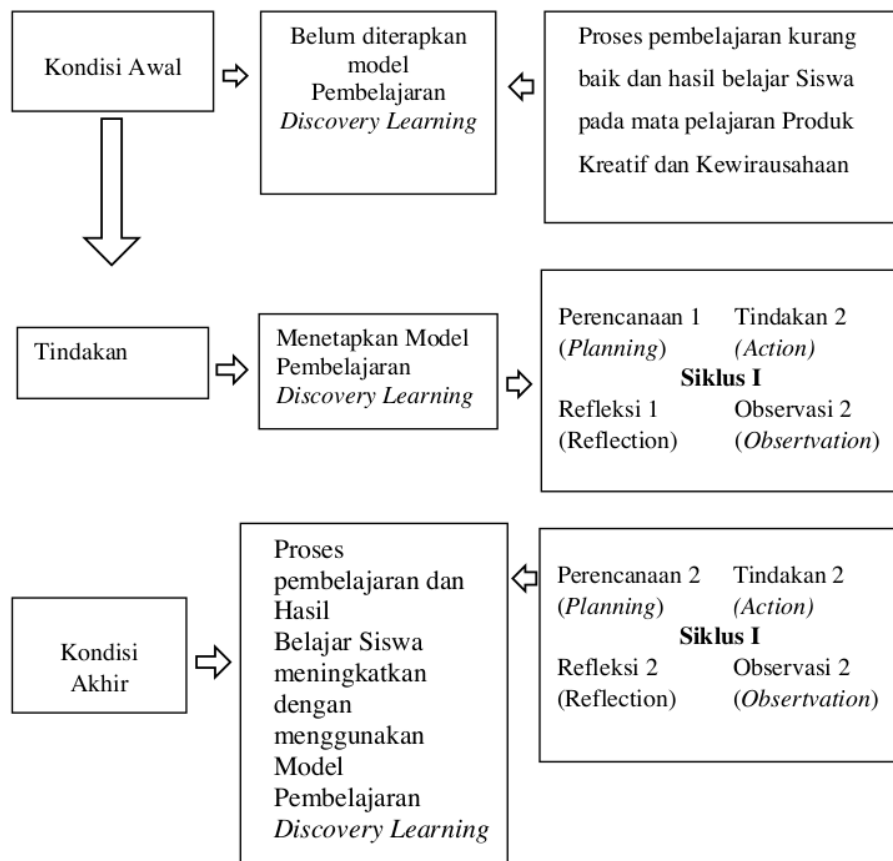 Kondisi Awal
Belum diterapkan
model
Pembelajaran
Discovery Learning
Proses pembelajaran kurang
baik dan hasil belajar Siswa
pada mata pelajaran Produk
Kreatif dan Kewirausahaan
Tindakan
Menetapkan Model
Pembelajaran
Discovery Learning
Perencanaan 1 Tindakan 2
(Planning) (Action)
Siklus I
Refleksi 1 Observasi 2
(Reflection) (Obsertvation)
Kondisi
Akhir
Proses
pembelajaran dan
Hasil
Belajar Siswa
meningkatkan
dengan
menggunakan
Model
Pembelajaran
Discovery Learning
Perencanaan 2 Tindakan 2
(Planning) (Action)
Siklus I
Refleksi 2 Observasi 2
(Reflection) (Obsertvation)